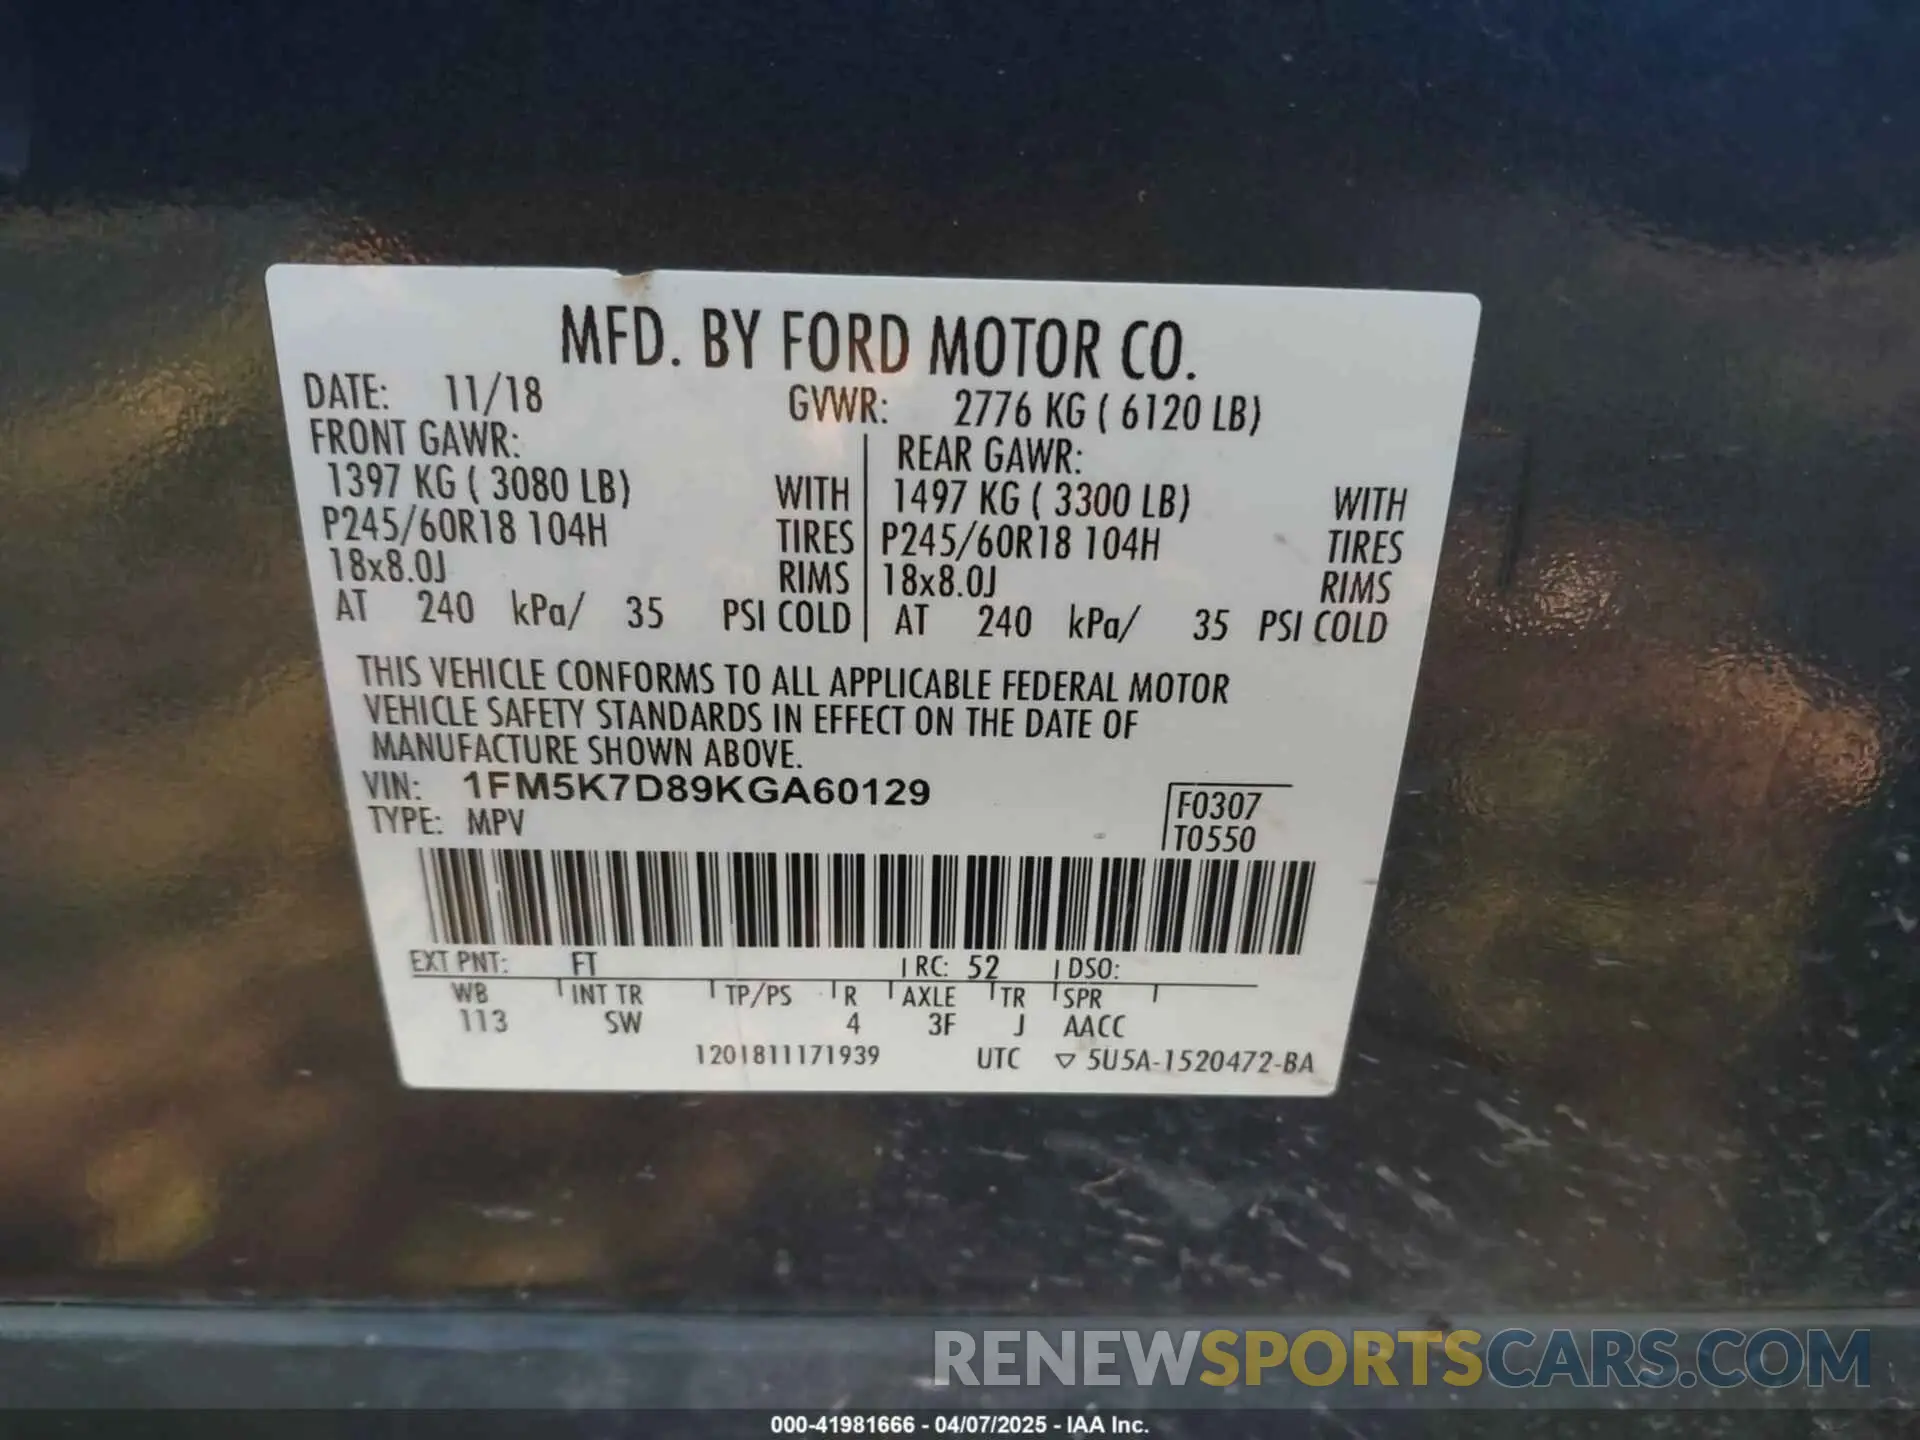 MFD. BY FORD MOTOR CO.
DATE: 11/18 GVWR: 2776 KG ( 6120 LB)
FRONT GAWR: REAR GAWR:
1397 KG ( 3080 LB) WITH 1497 KG ( 3300 LB) WITH
P245/60R18 104H TIRES P245/60R18 104H TIRES
18x8.0J RIMS 18x8.0J RIMS
AT 240 kPa/ 35 PSI COLD AT 240 kPa/ 35 PSI COLD
THIS VEHICLE CONFORMS TO ALL APPLICABLE FEDERAL MOTOR
VEHICLE SAFETY STANDARDS IN EFFECT ON THE DATE OF
MANUFACTURE SHOWN ABOVE.
VIN: 1FM5K7D89KGA60129 F0307
TYPE: MPV T0550
EXT PNT: FT RC: 52 DSO:
WB INT TR TP/PS R AXLE TR SPR
113 SW 4 3F J AACC
1201811171939 UTC ▽ 5U5A-1520472-BA
RENEWSPORTSCARS.COM
000-41981666 - 04/07/2025 - IAA Inc.